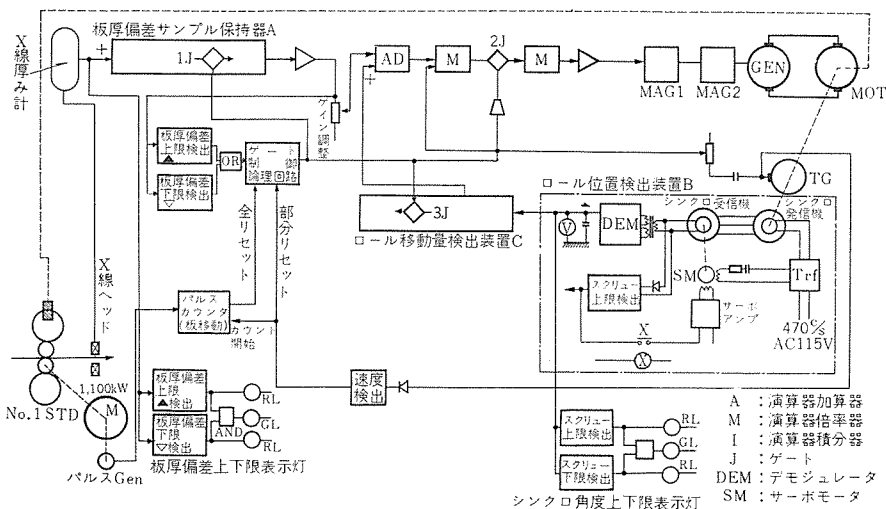 板厚偏差サンプル保持器A
X線厚み計
+
1J
AD
+
M
2J
M
MAG1
MAG2
GEN
MOT
ゲイン調整
板厚偏差
上限検出
板厚偏差
下限検出
OR
ゲート
制御
論理回路
TG
ロール位置検出装置B
シンクロ受信機
シンクロ
発信機
3J
ロール移動量検出装置C
V
DEM
SM
Trf
スクリュー
上限検出
サーボ
アンプ
X
X
470c/s
AC115V
全リセット
部分リセット
X線ヘッド
パルス
カウンタ
(板移動)
カウント
開始
速度
検出
1,100kW
M
No.1 STD
パルスGen
板厚偏差
上限
検出
板厚偏差
下限
検出
AND
RL
GL
RL
板厚偏差上下限表示灯
スクリュー
上限検出
スクリュー
下限検出
RL
GL
RL
シンクロ角度上下限表示灯
A：演算器加算器
M：演算器倍率器
I：演算器積分器
J：ゲート
DEM：デモジュレータ
SM：サーボモータ